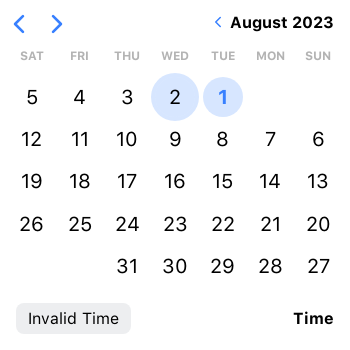 August 2023
SAT FRI THU WED TUE MON SUN
5 4 3 2 1
12 11 10 9 8 7 6
19 18 17 16 15 14 13
26 25 24 23 22 21 20
31 30 29 28 27
Invalid Time Time